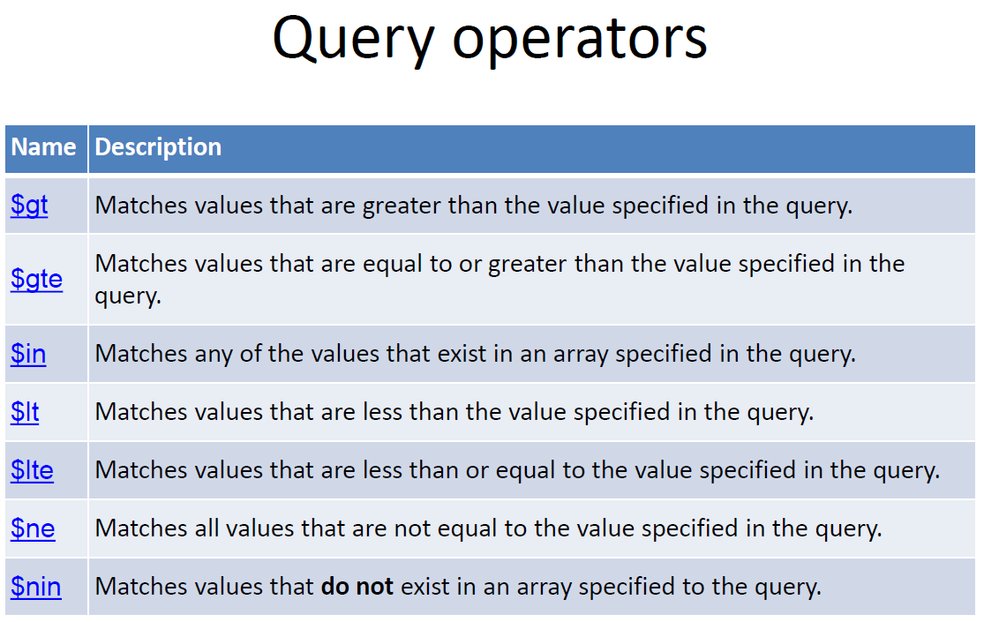 Query operators
Name Description
$gt Matches values that are greater than the value specified in the query.
$gte Matches values that are equal to or greater than the value specified in the
query.
$in Matches any of the values that exist in an array specified in the query.
$lt Matches values that are less than the value specified in the query.
$lte Matches values that are less than or equal to the value specified in the query.
$ne Matches all values that are not equal to the value specified in the query.
$nin Matches values that do not exist in an array specified to the query.